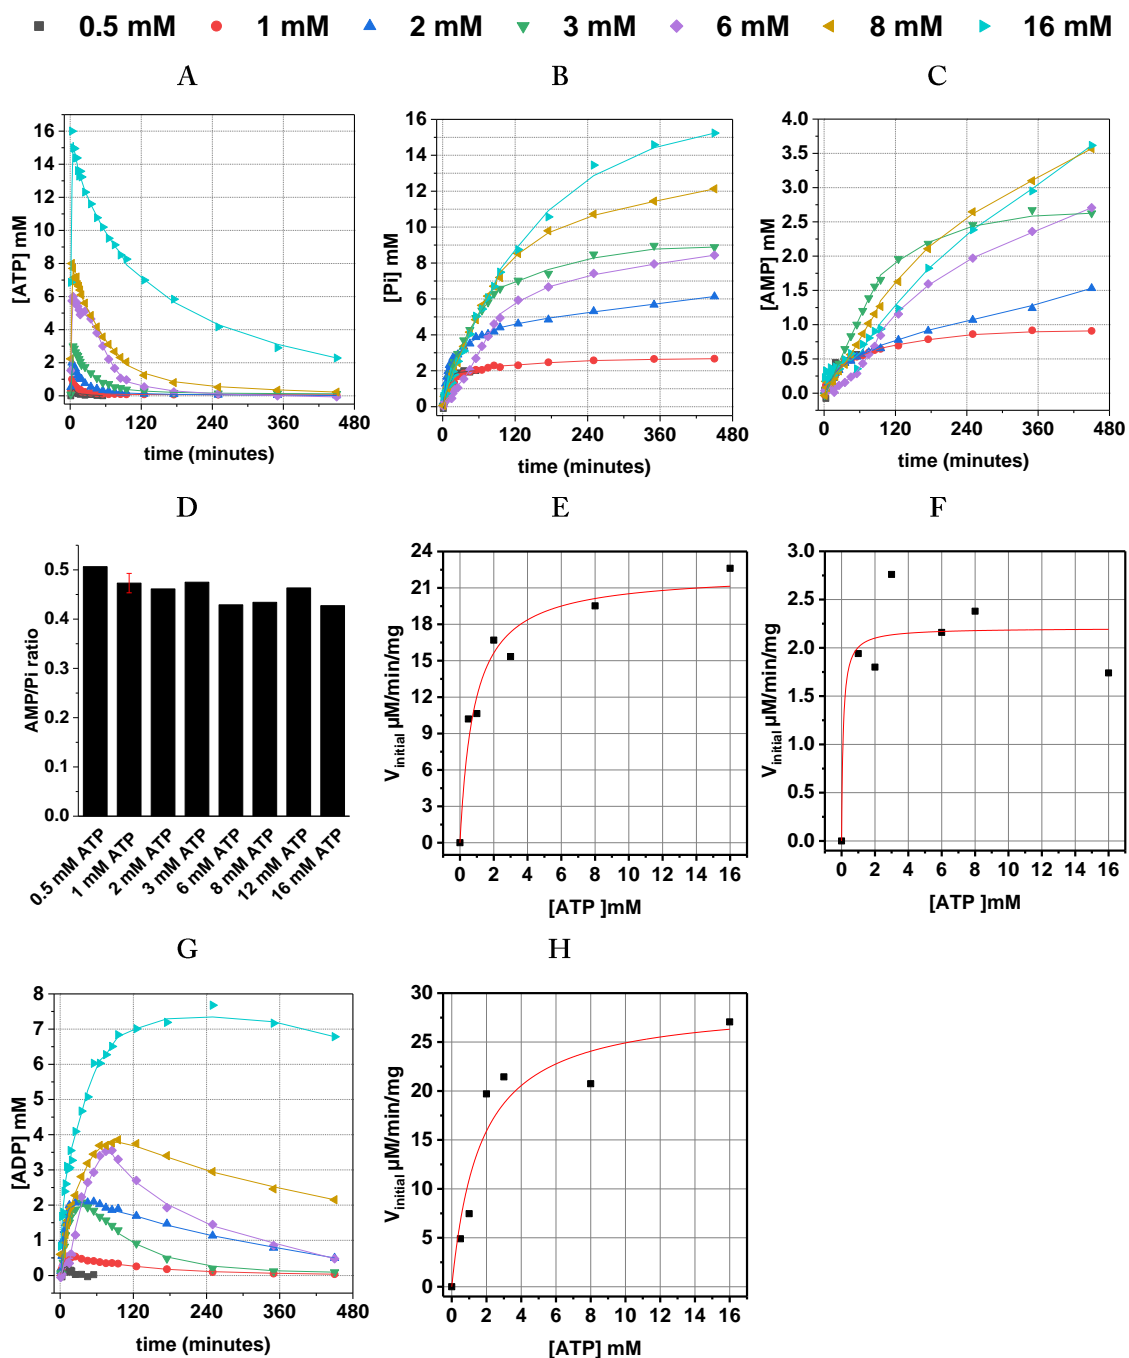 0.5 mM 1 mM 2 mM 3 mM 6 mM 8 mM 16 mM
A
B
C
[ATP] mM
16
14
12
10
8
6
4
2
0
0 120 240 360 480
time (minutes)
[Pi] mM
16
14
12
10
8
6
4
2
0
0 120 240 360 480
time (minutes)
[AMP] mM
4.0
3.5
3.0
2.5
2.0
1.5
1.0
0.5
0.0
0 120 240 360 480
time (minutes)
D
E
F
AMP/Pi ratio
0.5
0.4
0.3
0.2
0.1
0.0
0.5 mM ATP
1 mM ATP
2 mM ATP
3 mM ATP
6 mM ATP
8 mM ATP
12 mM ATP
16 mM ATP
Vinitial µM/min/mg
24
21
18
15
12
9
6
3
0
0 2 4 6 8 10 12 14 16
[ATP ]mM
Vinitial µM/min/mg
3.0
2.5
2.0
1.5
1.0
0.5
0.0
0 2 4 6 8 10 12 14 16
[ATP ]mM
G
H
[ADP] mM
8
7
6
5
4
3
2
1
0
0 120 240 360 480
time (minutes)
Vinitial µM/min/mg
30
25
20
15
10
5
0
0 2 4 6 8 10 12 14 16
[ATP] mM